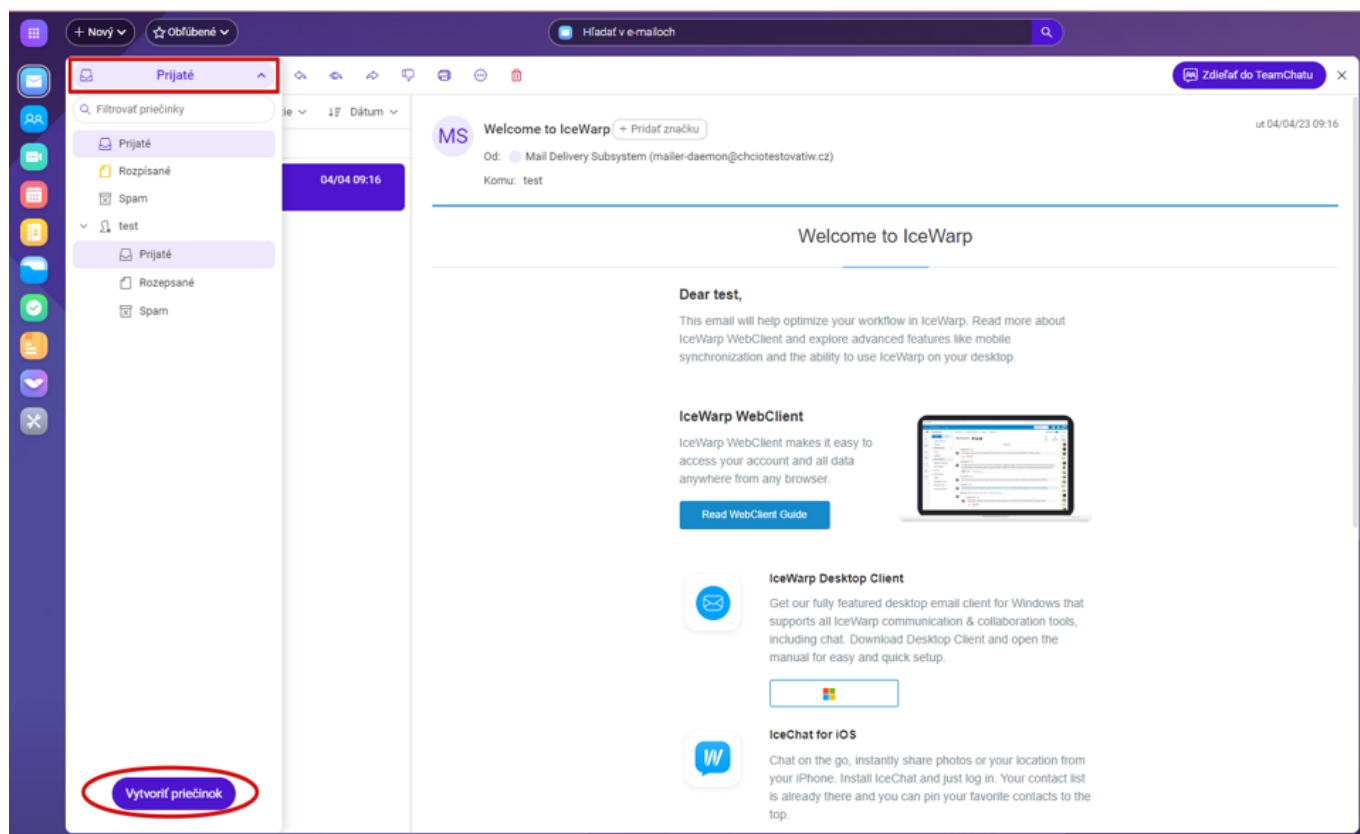 + Nový
Obľúbené
Hľadať v e-mailoch
Prijaté
Zdieľať do TeamChatu
Filtrovať priečinky
Dátum
Prijaté
Rozpísané
Spam
test
Prijaté
Rozepsané
Spam
Vytvoriť priečinok
04/04 09:16
MS
Welcome to IceWarp + Pridať značku
ut 04/04/23 09:16
Od: Mail Delivery Subsystem (mailer-daemon@chciotestovatiw.cz)
Komu: test
Welcome to IceWarp
Dear test,
This email will help optimize your workflow in IceWarp. Read more about
IceWarp WebClient and explore advanced features like mobile
synchronization and the ability to use IceWarp on your desktop.
IceWarp WebClient
IceWarp WebClient makes it easy to
access your account and all data
anywhere from any browser.
Read WebClient Guide
IceWarp Desktop Client
Get our fully featured desktop email client for Windows that
supports all IceWarp communication & collaboration tools,
including chat. Download Desktop Client and open the
manual for easy and quick setup.
IceChat for iOS
Chat on the go, instantly share photos or your location from
your iPhone. Install IceChat and just log in. Your contact list
is already there and you can pin your favorite contacts to the
top.